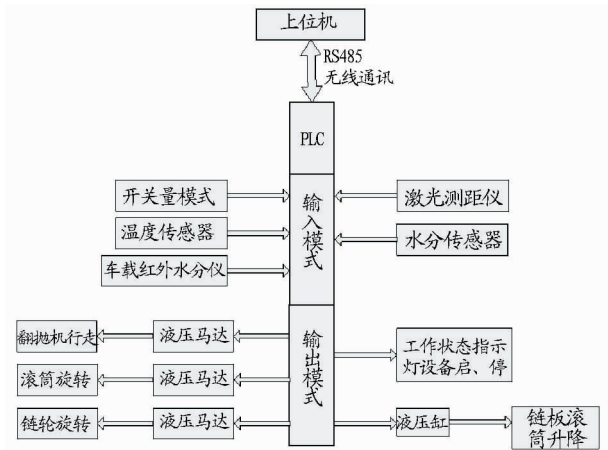 上位机
RS485
无线通讯
PLC
开关量模式
温度传感器
车载红外水分仪
输入模式
激光测距仪
水分传感器
翻抛机行走
液压马达
滚筒旋转
液压马达
链轮旋转
液压马达
输出模式
工作状态指示
灯设备启、停
液压缸
链板滚
筒升降